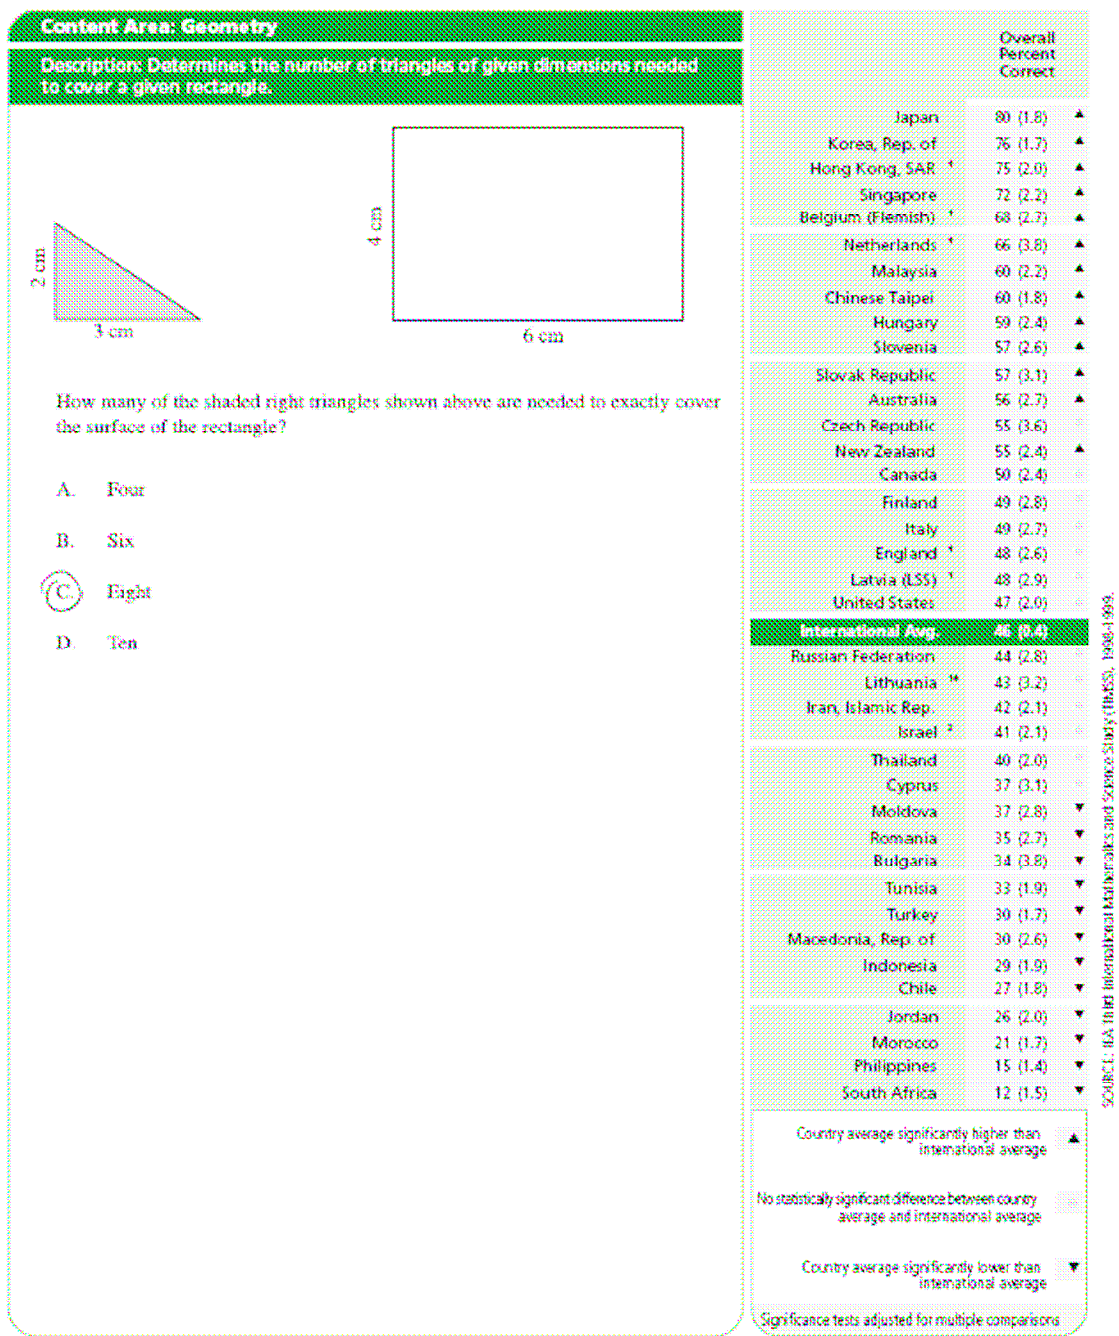 Content Area: Geometry
Description: Determines the number of triangles of given dimensions needed
to cover a given rectangle.
2 cm
3 cm
4 cm
6 cm
How many of the shaded right triangles shown above are needed to exactly cover
the surface of the rectangle?
A. Four
B. Six
C. Eight
D. Ten
Overall
Percent
Correct
Japan 80 (1.8) ▲
Korea, Rep. of 76 (1.7) ▲
Hong Kong, SAR † 75 (2.0) ▲
Singapore 72 (2.2) ▲
Belgium (Flemish) † 68 (2.7) ▲
Netherlands † 66 (3.8) ▲
Malaysia 60 (2.2) ▲
Chinese Taipei 60 (1.8) ▲
Hungary 59 (2.4) ▲
Slovenia 57 (2.6) ▲
Slovak Republic 57 (3.1) ▲
Australia 56 (2.7) ▲
Czech Republic 55 (3.6)
New Zealand 55 (2.4) ▲
Canada 50 (2.4)
Finland 49 (2.8)
Italy 49 (2.7)
England † 48 (2.6)
Latvia (LSS) 1 48 (2.9)
United States 47 (2.0)
International Avg. 46 (0.4)
Russian Federation 44 (2.8)
Lithuania 1‡ 43 (3.2)
Iran, Islamic Rep. 42 (2.1)
Israel 2 41 (2.1)
Thailand 40 (2.0)
Cyprus 37 (3.1)
Moldova 37 (2.8) ▼
Romania 35 (2.7) ▼
Bulgaria 34 (3.8) ▼
Tunisia 33 (1.9) ▼
Turkey 30 (1.7) ▼
Macedonia, Rep. of 30 (2.6) ▼
Indonesia 29 (1.9) ▼
Chile 27 (1.8) ▼
Jordan 26 (2.0) ▼
Morocco 21 (1.7) ▼
Philippines 15 (1.4) ▼
South Africa 12 (1.5) ▼
Country average significantly higher than
international average ▲
No statistically significant difference between country
average and international average
Country average significantly lower than
international average ▼
Significance tests adjusted for multiple comparisons
SOURCE: IEA Third International Mathematics and Science Study (TIMSS), 1998-1999.